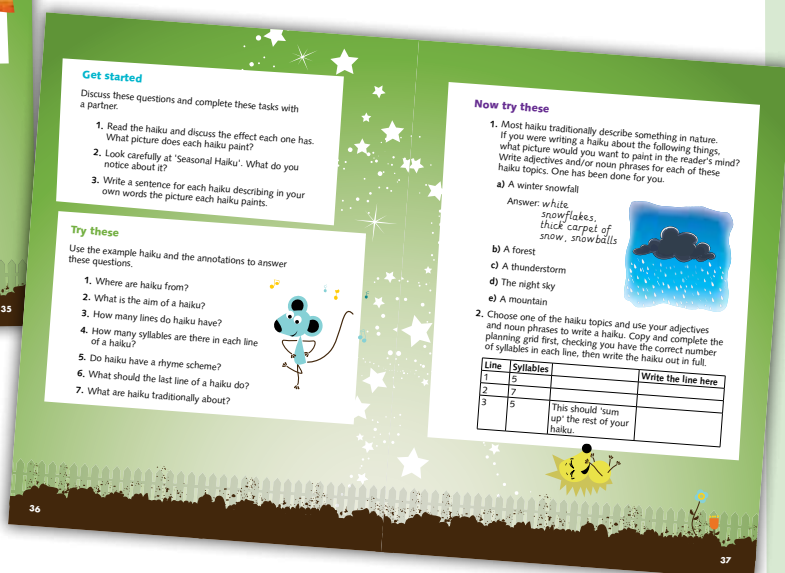 35
Get started
Discuss these questions and complete these tasks with
a partner.
1. Read the haiku and discuss the effect each one has.
What picture does each haiku paint?
2. Look carefully at 'Seasonal Haiku'. What do you
notice about it?
3. Write a sentence for each haiku describing in your
own words the picture each haiku paints.
Try these
Use the example haiku and the annotations to answer
these questions.
1. Where are haiku from?
2. What is the aim of a haiku?
3. How many lines do haiku have?
4. How many syllables are there in each line
of a haiku?
5. Do haiku have a rhyme scheme?
6. What should the last line of a haiku do?
7. What are haiku traditionally about?
36
Now try these
1. Most haiku traditionally describe something in nature.
If you were writing a haiku about the following things,
what picture would you want to paint in the reader's mind?
Write adjectives and/or noun phrases for each of these
haiku topics. One has been done for you.
a) A winter snowfall
Answer: white
snowflakes,
thick carpet of
snow, snowballs
b) A forest
c) A thunderstorm
d) The night sky
e) A mountain
2. Choose one of the haiku topics and use your adjectives
and noun phrases to write a haiku. Copy and complete the
planning grid first, checking you have the correct number
of syllables in each line, then write the haiku out in full.
Line Syllables Write the line here
1 5
2 7
3 5 This should 'sum
up' the rest of your
haiku.
37